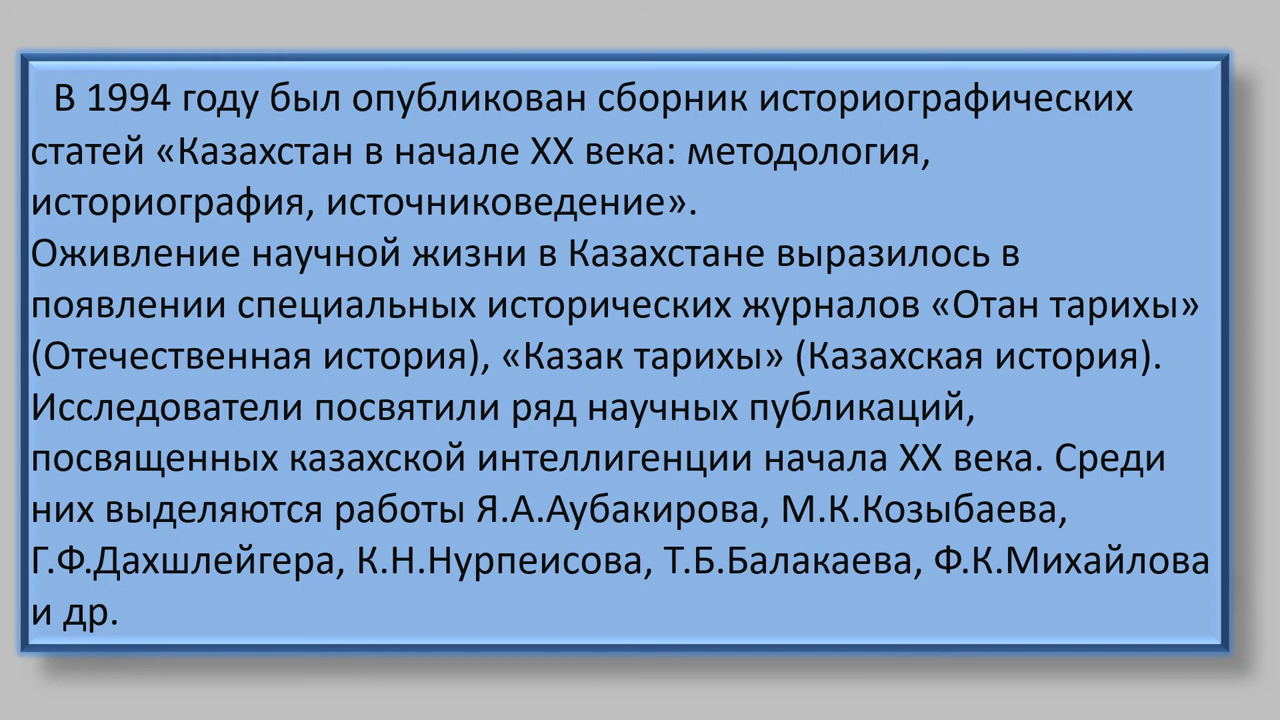 В 1994 году был опубликован сборник историографических
статей «Казахстан в начале XX века: методология,
историография, источниковедение».
Оживление научной жизни в Казахстане выразилось в
появлении специальных исторических журналов «Отан тарихы»
(Отечественная история), «Казак тарихы» (Казахская история).
Исследователи посвятили ряд научных публикаций,
посвященных казахской интеллигенции начала XX века. Среди
них выделяются работы Я.А.Аубакирова, М.К.Козыбаева,
Г.Ф.Дахшлейгера, К.Н.Нурпеисова, Т.Б.Балакаева, Ф.К.Михайлова
и др.